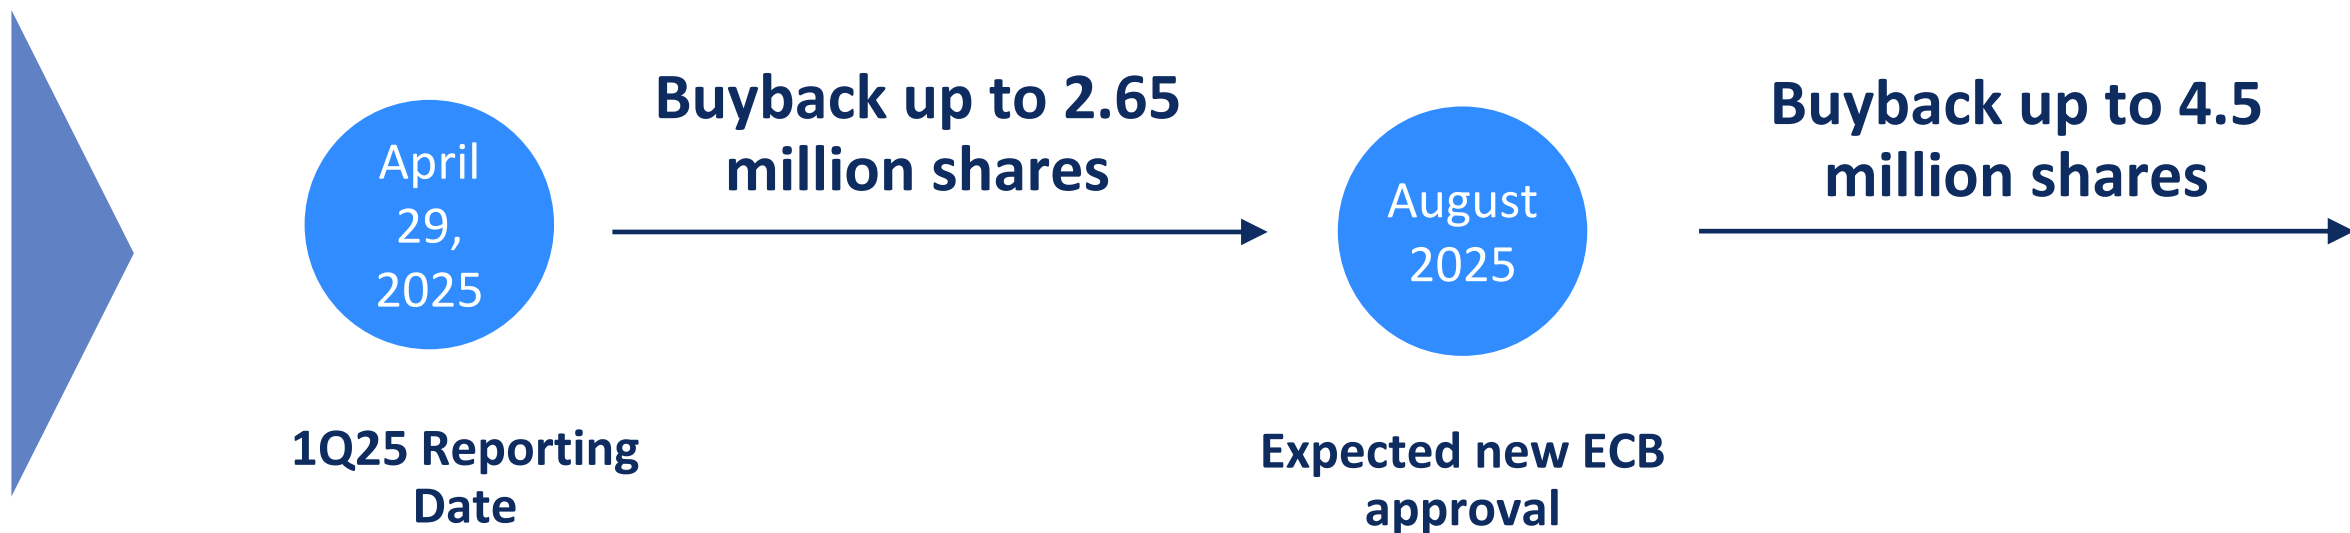 April
29,
2025
1Q25 Reporting
Date
Buyback up to 2.65
million shares
August
2025
Expected new ECB
approval
Buyback up to 4.5
million shares